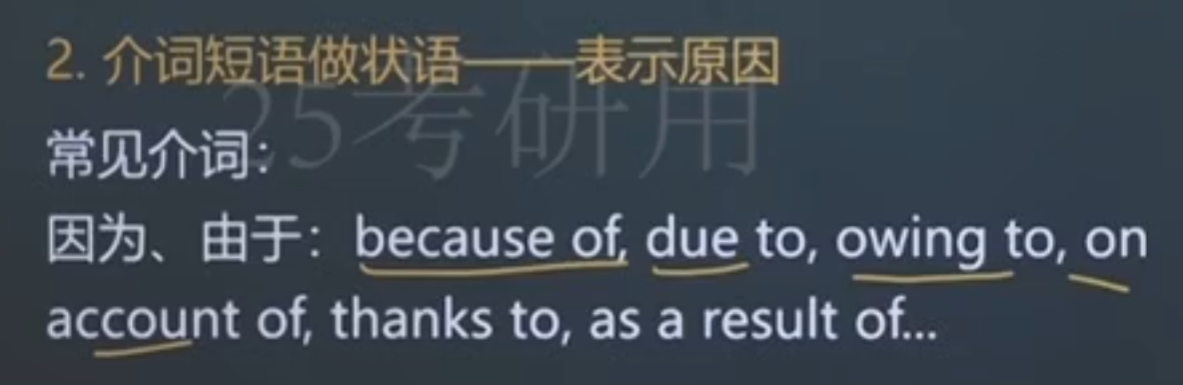 2. 介词短语做状语——表示原因
25考研用
常见介词：
因为、由于：because of, due to, owing to, on
account of, thanks to, as a result of...